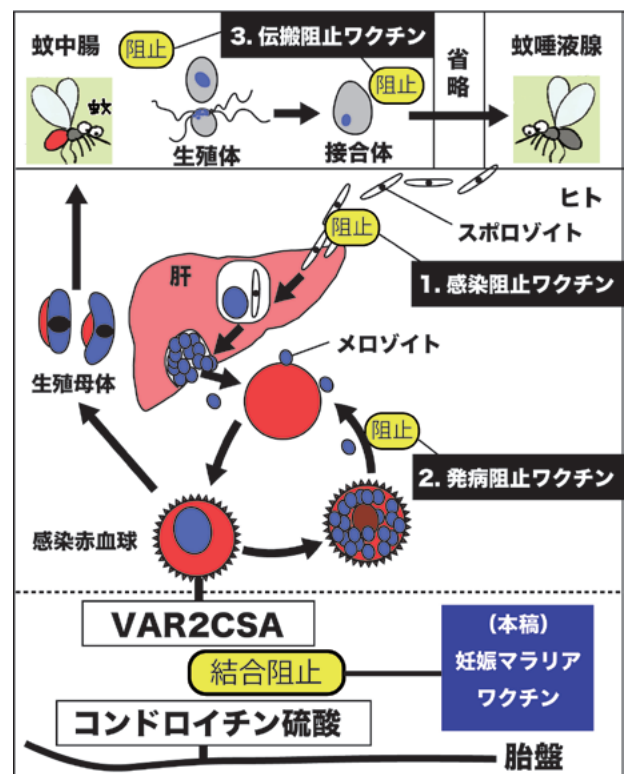 蚊中腸
阻止
3. 伝搬阻止ワクチン
阻止
省略
蚊唾液腺
蚊
生殖体
接合体
ヒト
スポロゾイト
阻止
1. 感染阻止ワクチン
肝
メロゾイト
生殖母体
阻止
2. 発病阻止ワクチン
感染赤血球
VAR2CSA
(本稿)
妊娠マラリア
ワクチン
結合阻止
コンドロイチン硫酸
胎盤